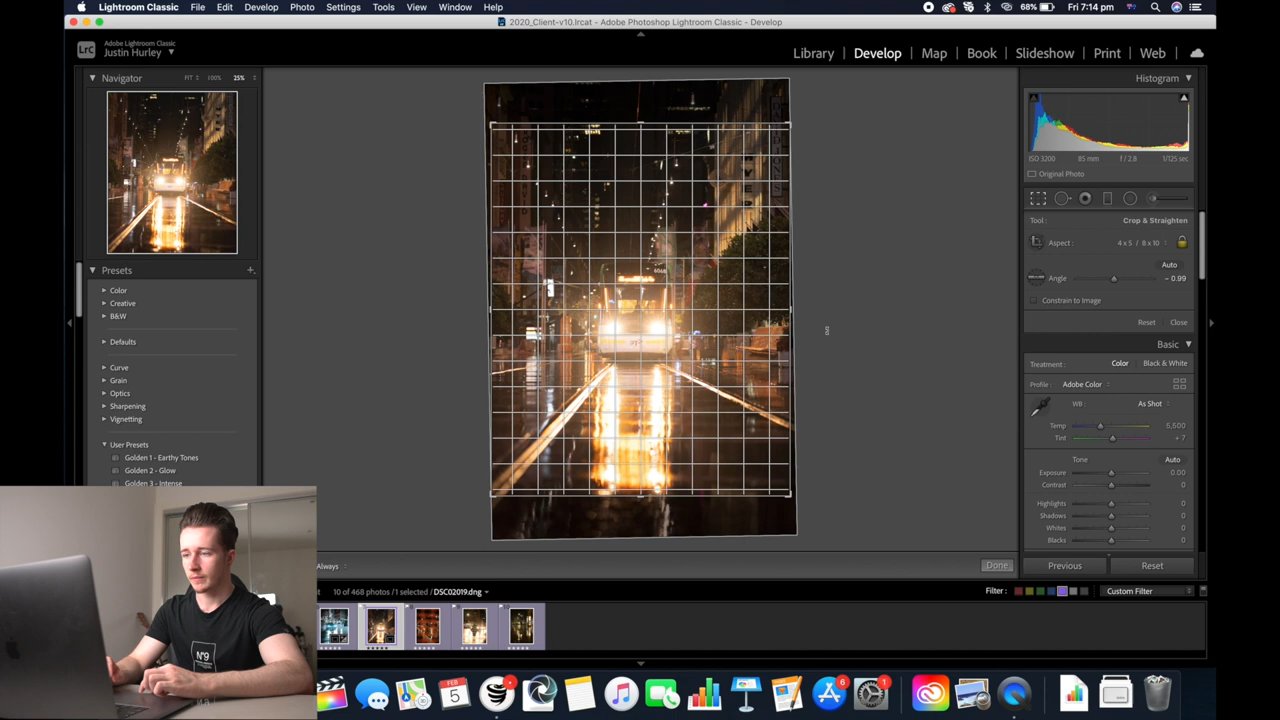 Lightroom Classic File Edit Develop Photo Settings Tools View Window Help 68% Fri 7:14 pm
2020_Client-v10.lrcat - Adobe Photoshop Lightroom Classic - Develop
LrC
Adobe Lightroom Classic
Justin Hurley
Library Develop Map Book Slideshow Print Web
Navigator FIT 100% 25%
Histogram
ISO 3200 85 mm f / 2.8 1/125 sec
Original Photo
Tool : Crop & Straighten
Aspect : 4 x 5 / 8 x 10
Auto
Angle - 0.99
Constrain to Image
Reset Close
Basic
Treatment : Color Black & White
Profile : Adobe Color
WB : As Shot
Temp 5,500
Tint + 7
Tone Auto
Exposure 0.00
Contrast 0
Highlights 0
Shadows 0
Whites 0
Blacks 0
Previous Reset
Presets
Color
Creative
B&W
Defaults
Curve
Grain
Optics
Sharpening
Vignetting
User Presets
Golden 1 - Earthy Tones
Golden 2 - Glow
Golden 3 - Intense
Always
Done
10 of 468 photos / 1 selected / DSC02019.dng
Filter : Custom Filter
Nº9
FEB
5
6
1